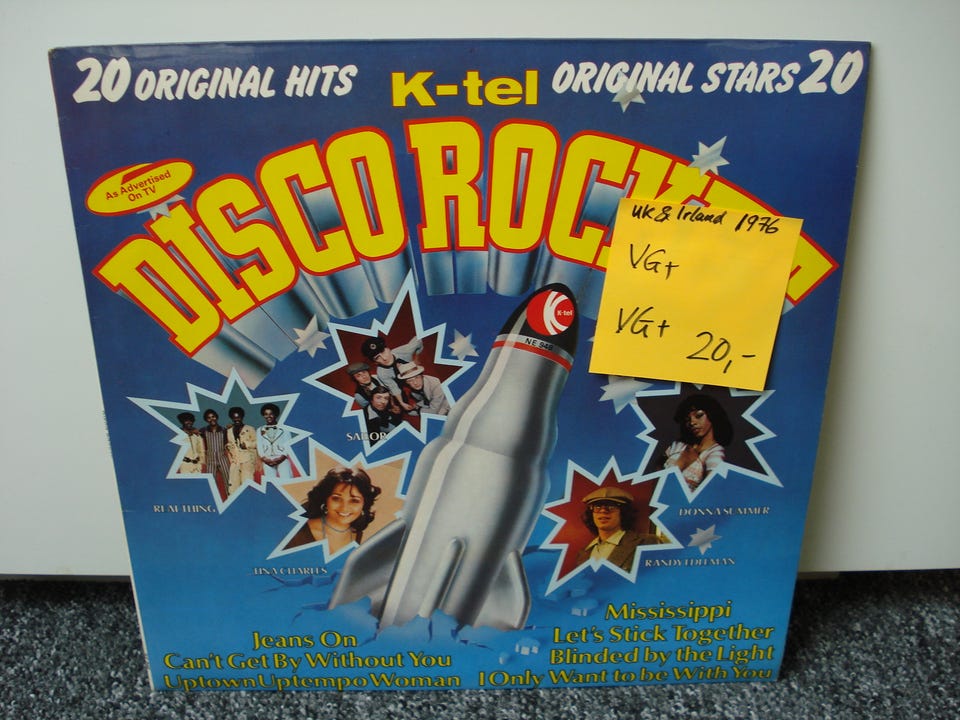 20 ORIGINAL HITS
K-tel
ORIGINAL STARS 20
As Advertised
On TV
DISCO
UK & Irland 1976
VG+
VG+
20,-
K-tel
NE 948
SAILOR
REAL THING
DONNA SUMMER
TINA CHARLES
RANDY EDELMAN
Jeans On
Can't Get By Without You
Uptown Uptempo Woman
Mississippi
Let's Stick Together
Blinded by the Light
I Only Want to be With You